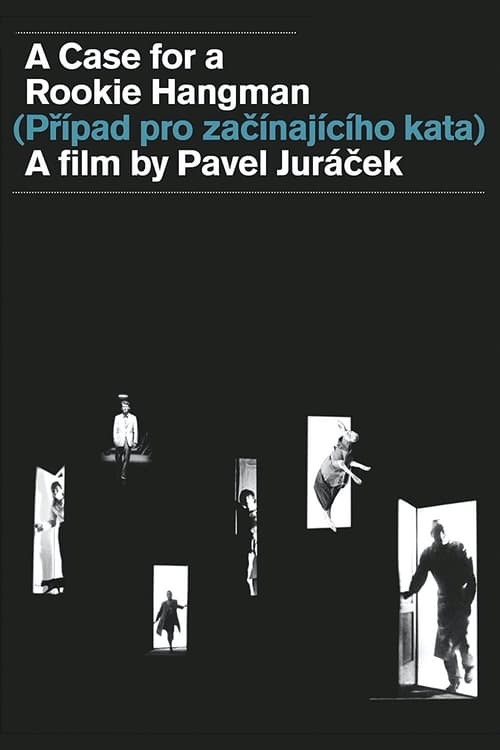 A Case for a
Rookie Hangman
(Případ pro začínajícího kata)
A film by Pavel Juráček